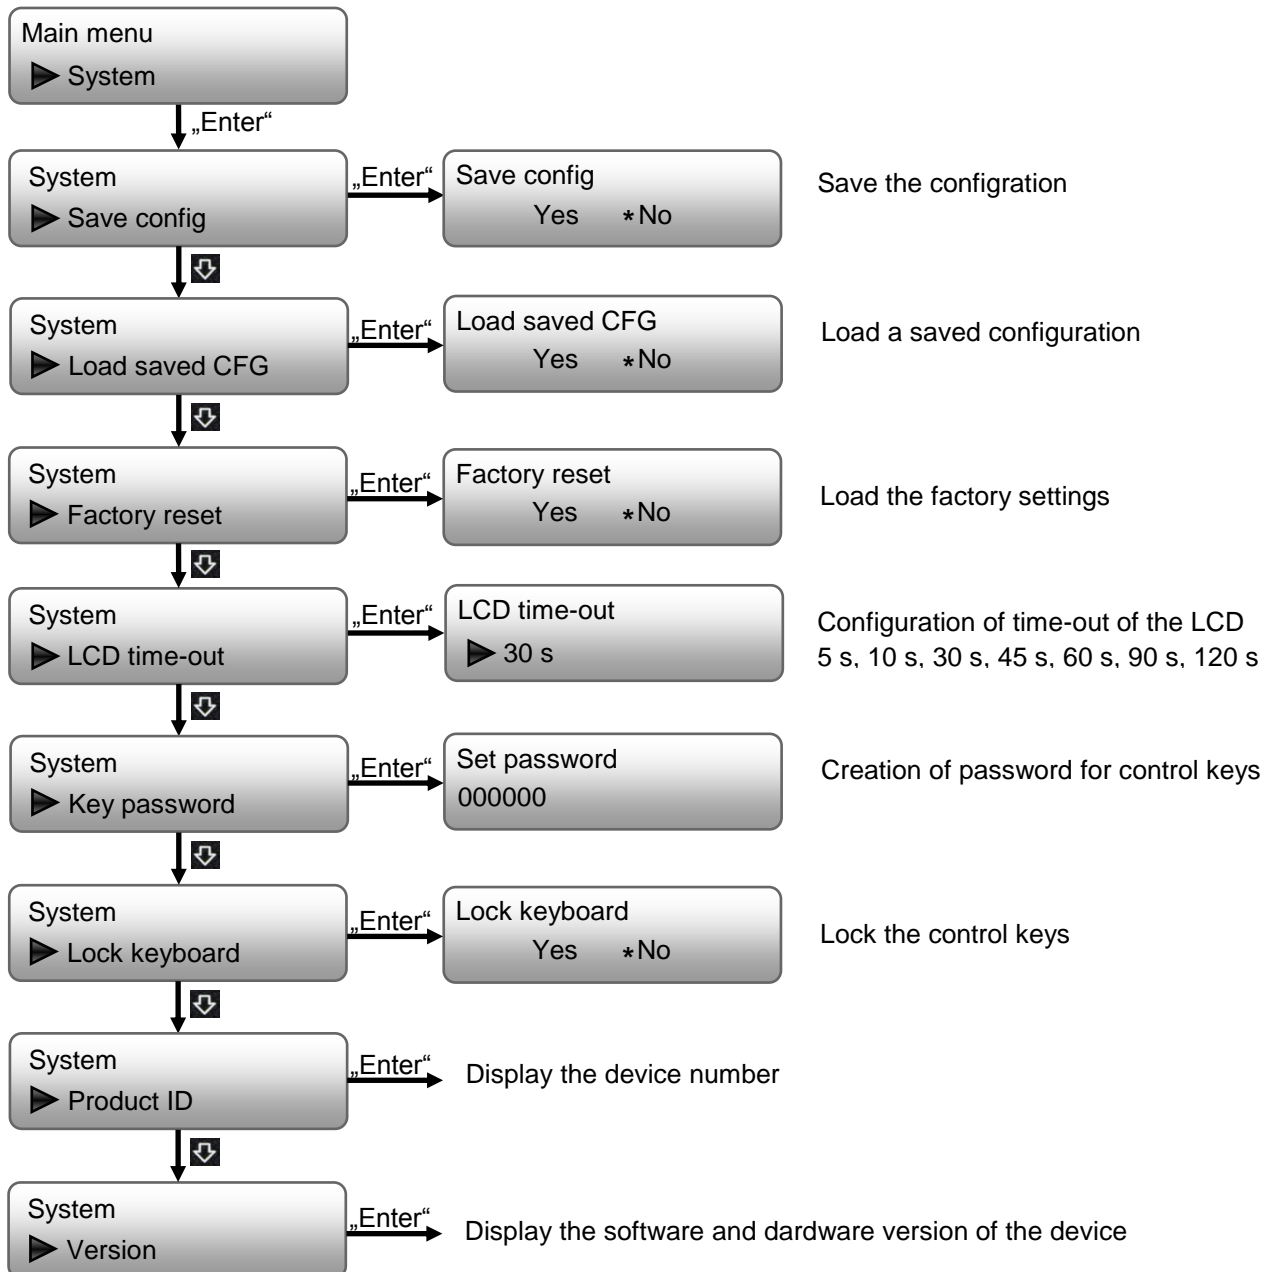 Main menu
System
„Enter“
System
Save config
„Enter“
Save config
Yes *No
Save the configration
System
Load saved CFG
„Enter“
Load saved CFG
Yes *No
Load a saved configuration
System
Factory reset
„Enter“
Factory reset
Yes *No
Load the factory settings
System
LCD time-out
„Enter“
LCD time-out
30 s
Configuration of time-out of the LCD
5 s, 10 s, 30 s, 45 s, 60 s, 90 s, 120 s
System
Key password
„Enter“
Set password
000000
Creation of password for control keys
System
Lock keyboard
„Enter“
Lock keyboard
Yes *No
Lock the control keys
System
Product ID
„Enter“
Display the device number
System
Version
„Enter“
Display the software and dardware version of the device